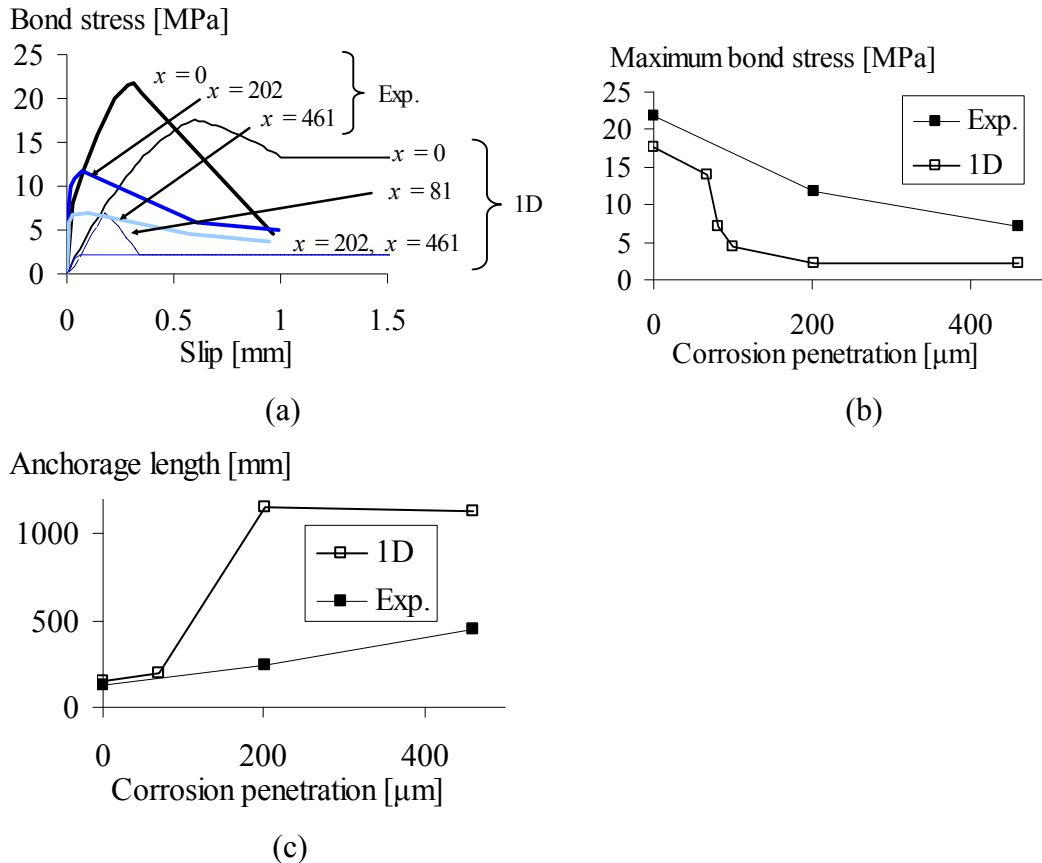 Bond stress [MPa]
25
20
15
10
5
0
x = 0
x = 202
x = 461
Exp.
x = 0
x = 81
1D
x = 202, x = 461
0
0.5
1
1.5
Slip [mm]
(a)
Maximum bond stress [MPa]
25
20
15
10
5
0
Exp.
1D
0
200
400
Corrosion penetration [µm]
(b)
Anchorage length [mm]
1000
500
0
1D
Exp.
0
200
400
Corrosion penetration [µm]
(c)